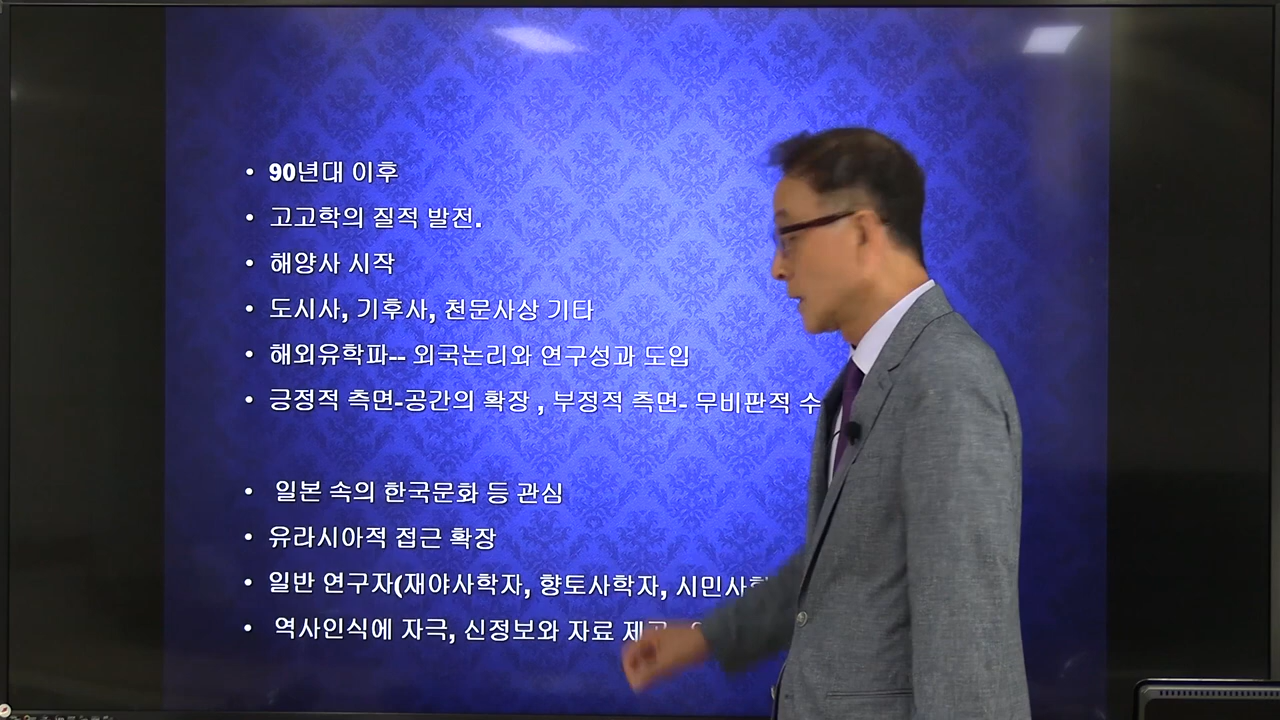 • 90년대 이후
• 고고학의 질적 발전.
• 해양사 시작
• 도시사, 기후사, 천문사상 기타
• 해외유학파-- 외국논리와 연구성과 도입
• 긍정적 측면-공간의 확장 , 부정적 측면- 무비판적
• 일본 속의 한국문화 등 관심
• 유라시아적 접근 확장
• 일반 연구자(재야사학자, 향토사학자,
• 역사인식에 자극, 신정보와 자료